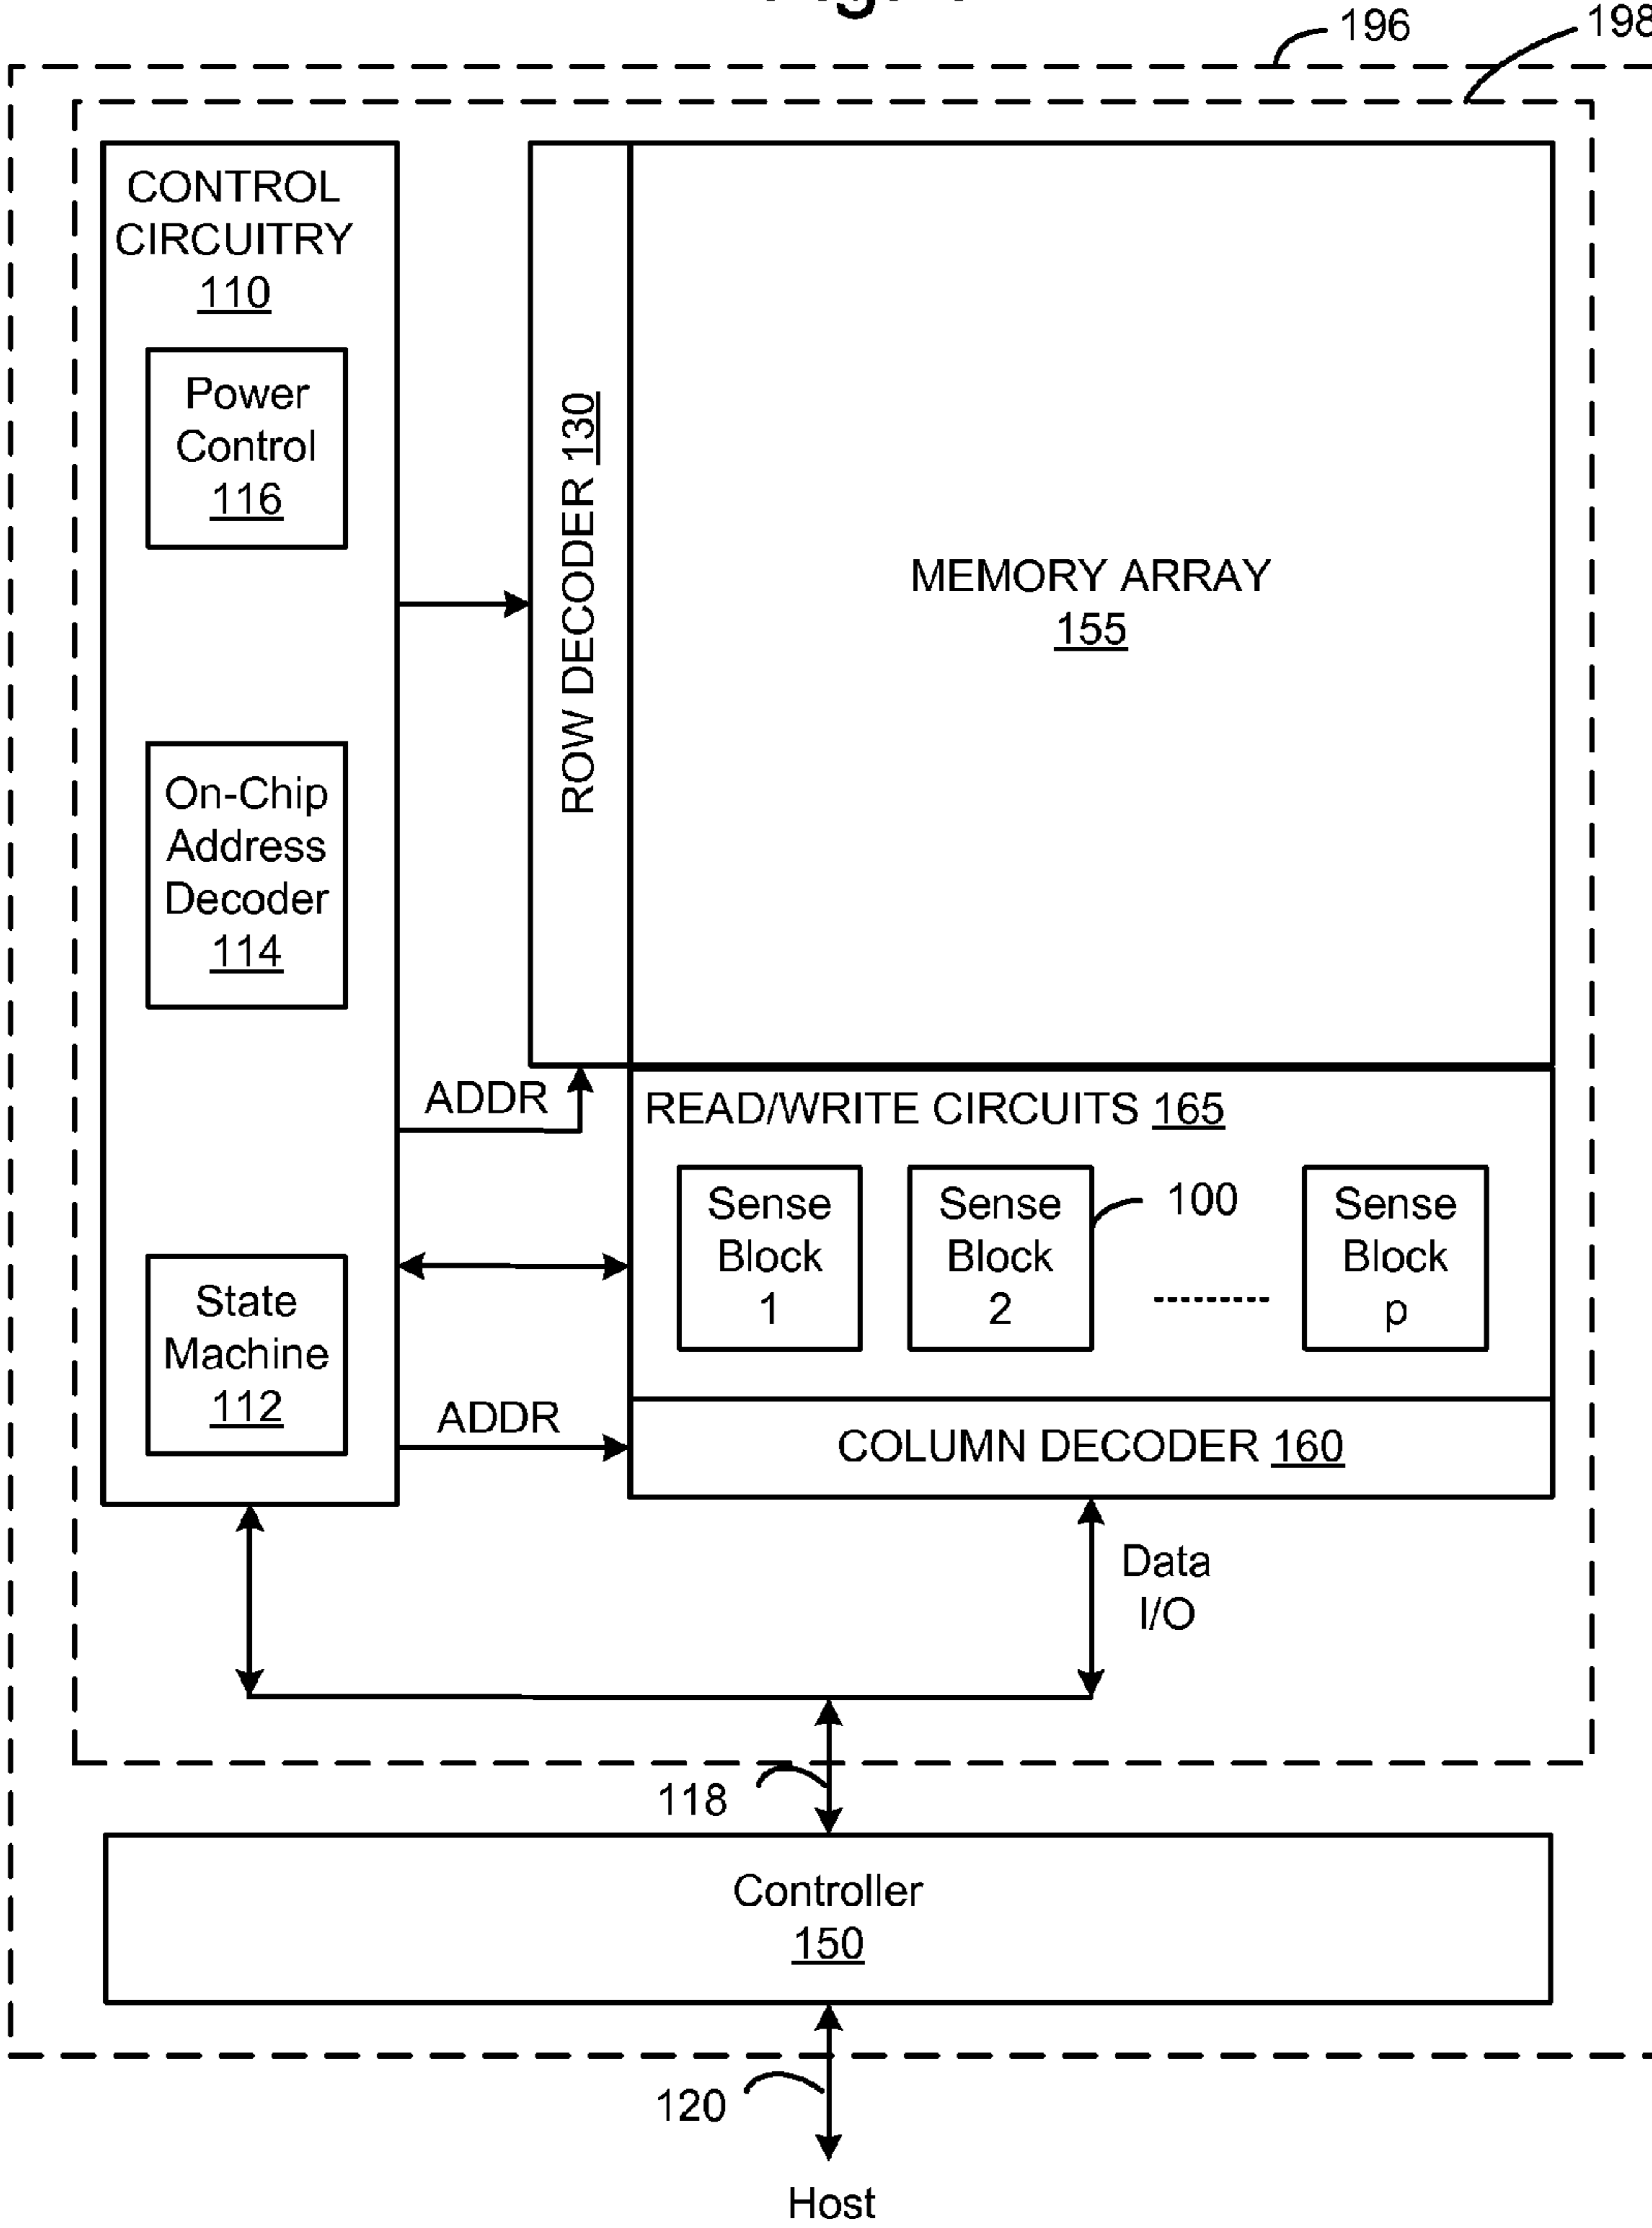 196
198
CONTROL
CIRCUITRY
110
Power
Control
116
On-Chip
Address
Decoder
114
State
Machine
112
ROW DECODER 130
MEMORY ARRAY
155
ADDR
READ/WRITE CIRCUITS 165
Sense
Block
1
Sense
Block
2
100
Sense
Block
p
ADDR
COLUMN DECODER 160
Data
I/O
118
Controller
150
120
Host